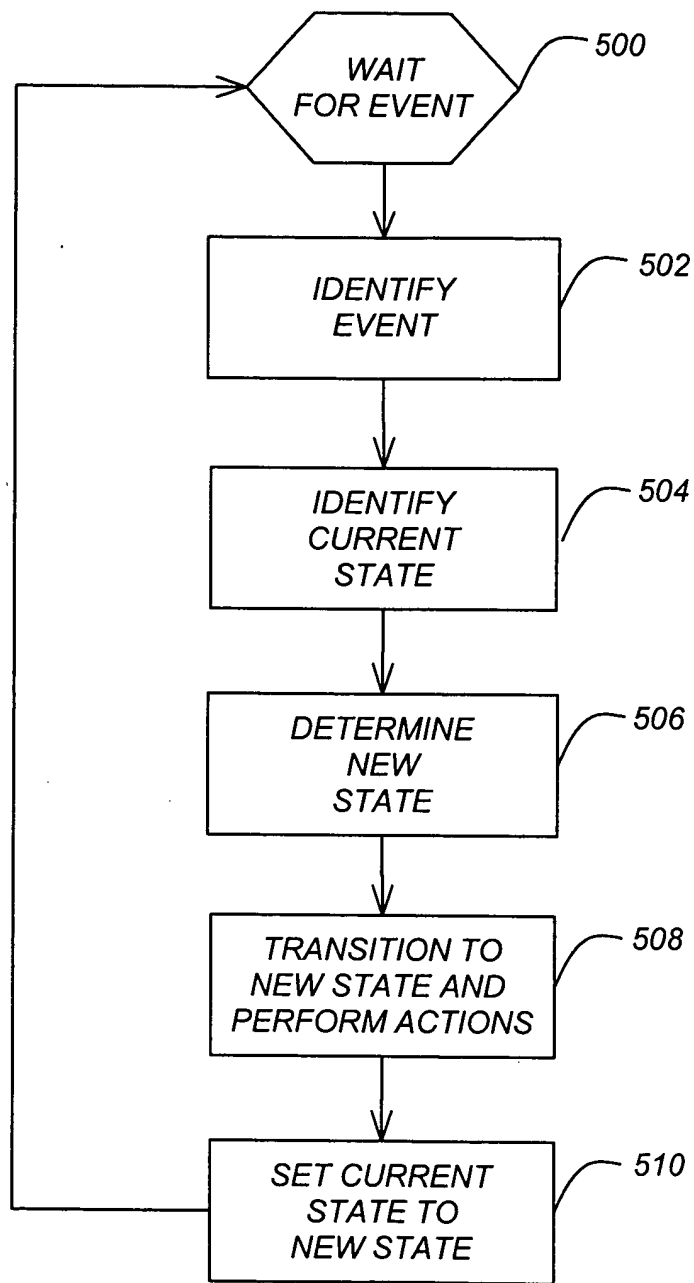 WAIT
FOR EVENT
500
IDENTIFY
EVENT
502
IDENTIFY
CURRENT
STATE
504
DETERMINE
NEW
STATE
506
TRANSITION TO
NEW STATE AND
PERFORM ACTIONS
508
SET CURRENT
STATE TO
NEW STATE
510